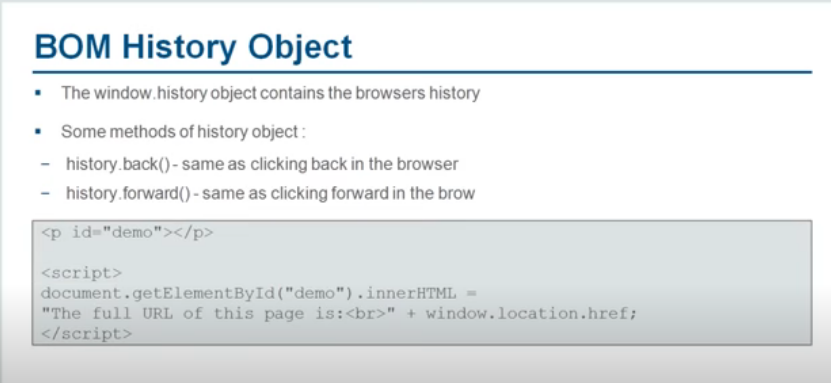 BOM History Object
▪ The window.history object contains the browsers history
▪ Some methods of history object :
– history.back() - same as clicking back in the browser
– history.forward() - same as clicking forward in the brow
<p id="demo"></p>
<script>
document.getElementById("demo").innerHTML =
"The full URL of this page is:<br>" + window.location.href;
</script>